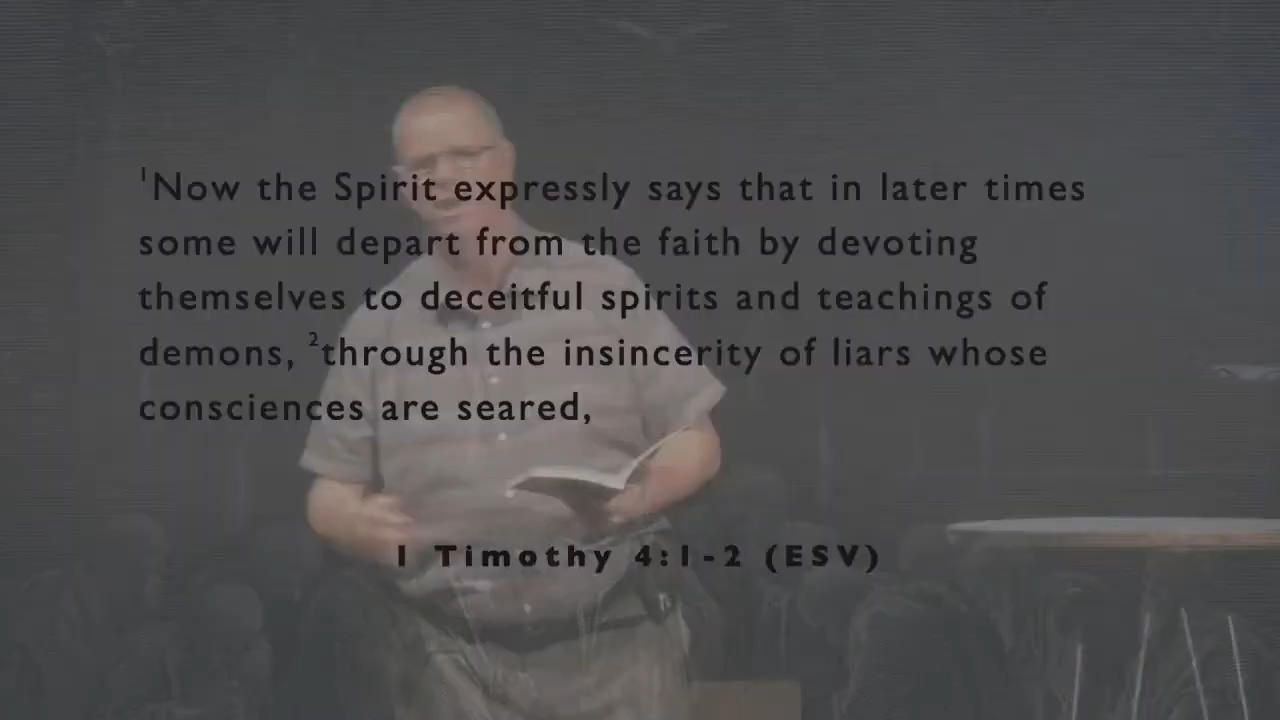 ¹Now the Spirit expressly says that in later times
some will depart from the faith by devoting
themselves to deceitful spirits and teachings of
demons, ²through the insincerity of liars whose
consciences are seared,
1 Timothy 4:1-2 (ESV)